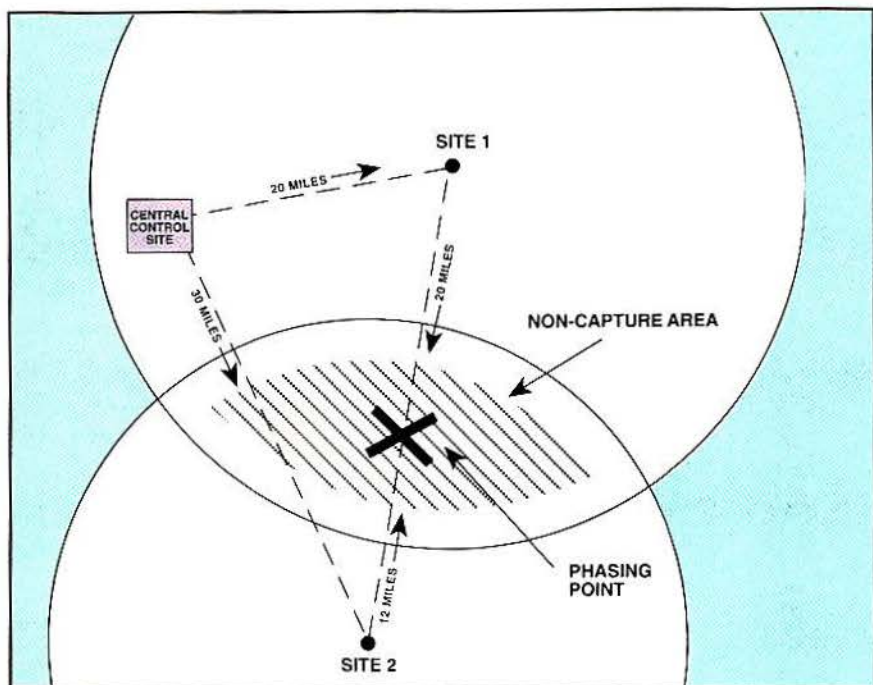 SITE 1
20 MILES
CENTRAL
CONTROL
SITE
20 MILES
30 MILES
NON-CAPTURE AREA
PHASING
POINT
12 MILES
SITE 2